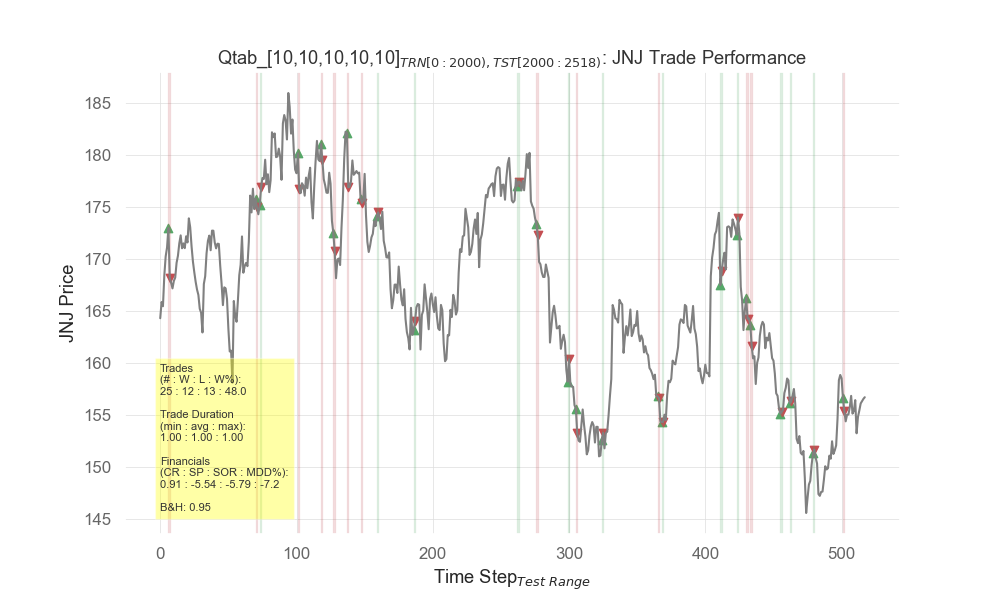 Qtab_[10,10,10,10,10]TRN[0 : 2000), TST[2000 : 2518): JNJ Trade Performance
JNJ Price
185
180
175
170
165
160
155
150
145
Trades
(# : W : L : W%):
25 : 12 : 13 : 48.0
Trade Duration
(min : avg : max):
1.00 : 1.00 : 1.00
Financials
(CR : SP : SOR : MDD%):
0.91 : -5.54 : -5.79 : -7.2
B&H: 0.95
0 100 200 300 400 500
Time StepTest Range